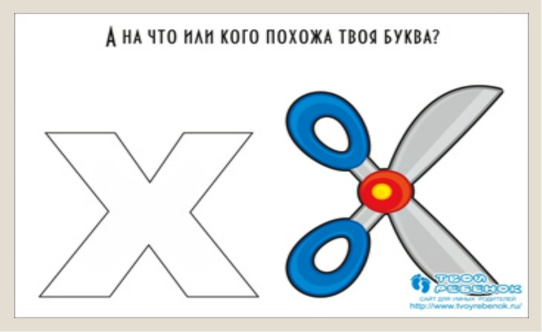 А НА ЧТО ИЛИ КОГО ПОХОЖА ТВОЯ БУКВА?
Х
ТВОЙ
РЕБЕНОК
САЙТ ДЛЯ УМНЫХ РОДИТЕЛЕЙ
http://www.tvoyrebenok.ru/